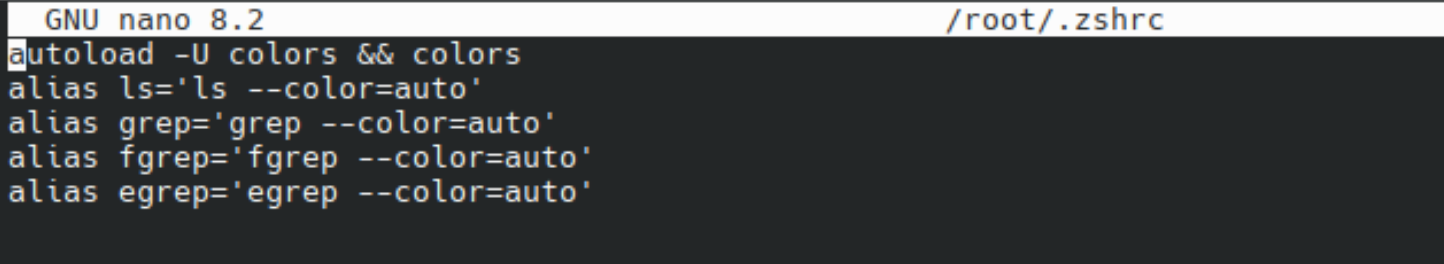 GNU nano 8.2 /root/.zshrc
autoload -U colors && colors
alias ls='ls --color=auto'
alias grep='grep --color=auto'
alias fgrep='fgrep --color=auto'
alias egrep='egrep --color=auto'